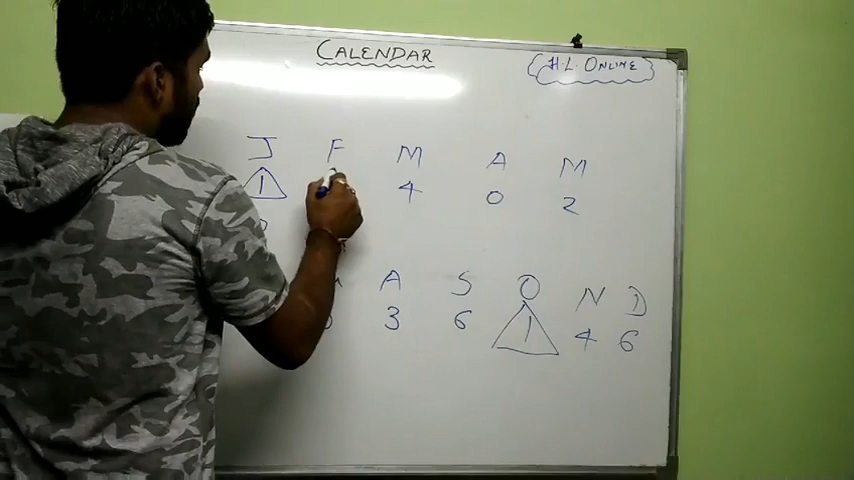 CALENDAR
H.L. ONLINE
J F M A M
1 4 0 2
A S O N D
3 6 1 4 6